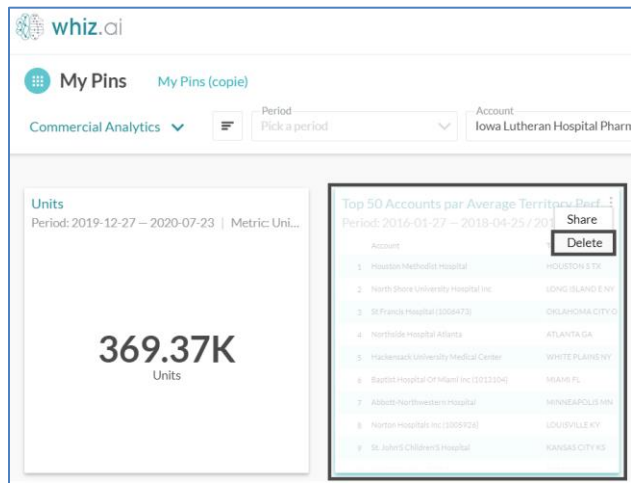 whiz.ai
My Pins My Pins (copie)
Commercial Analytics Period Pick a period Account Iowa Lutheran Hospital Pharm
Units
Period: 2019-12-27 — 2020-07-23 | Metric: Uni...
369.37K
Units
Top 50 Accounts par Average Territory Perf
Period: 2016-01-27 — 2018-04-25 / 201
Share
Delete
Account
1 Houston Methodist Hospital HOUSTON S TX
2 North Shore University Hospital Inc LONG ISLAND E NY
3 St Francis Hospital (1006473) OKLAHOMA CITY O
4 Northside Hospital Atlanta ATLANTA GA
5 Hackensack University Medical Center WHITE PLAINS NY
6 Baptist Hospital Of Miami Inc (1013104) MIAMI FL
7 Abbott-Northwestern Hospital MINNEAPOLIS MN
8 Norton Hospitals Inc (1005926) LOUISVILLE KY
9 St. John'S Children'S Hospital KANSAS CITY KS